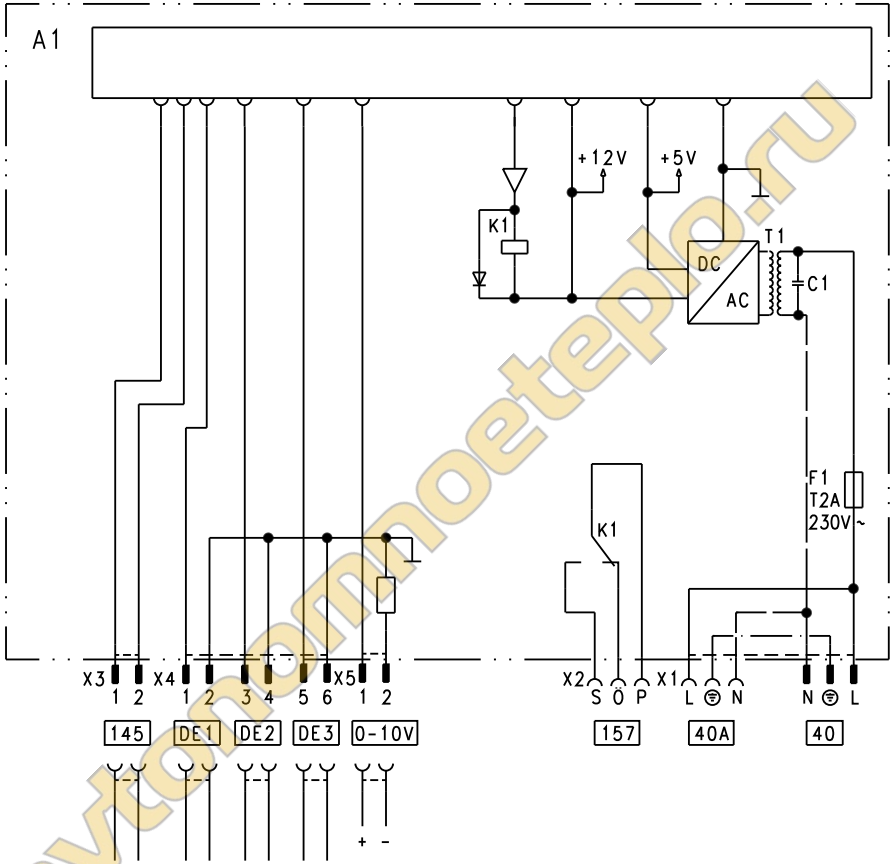 A1
+12V
+5V
K1
T1
DC
AC
C1
F1
T2A
230V ~
K1
X3 X4 X5 X2 X1
1 2 1 2 3 4 5 6 1 2 S Ö P L N N L
145 DE1 DE2 DE3 0-10V 157 40A 40
+ -
avtonomnoeteplo.ru